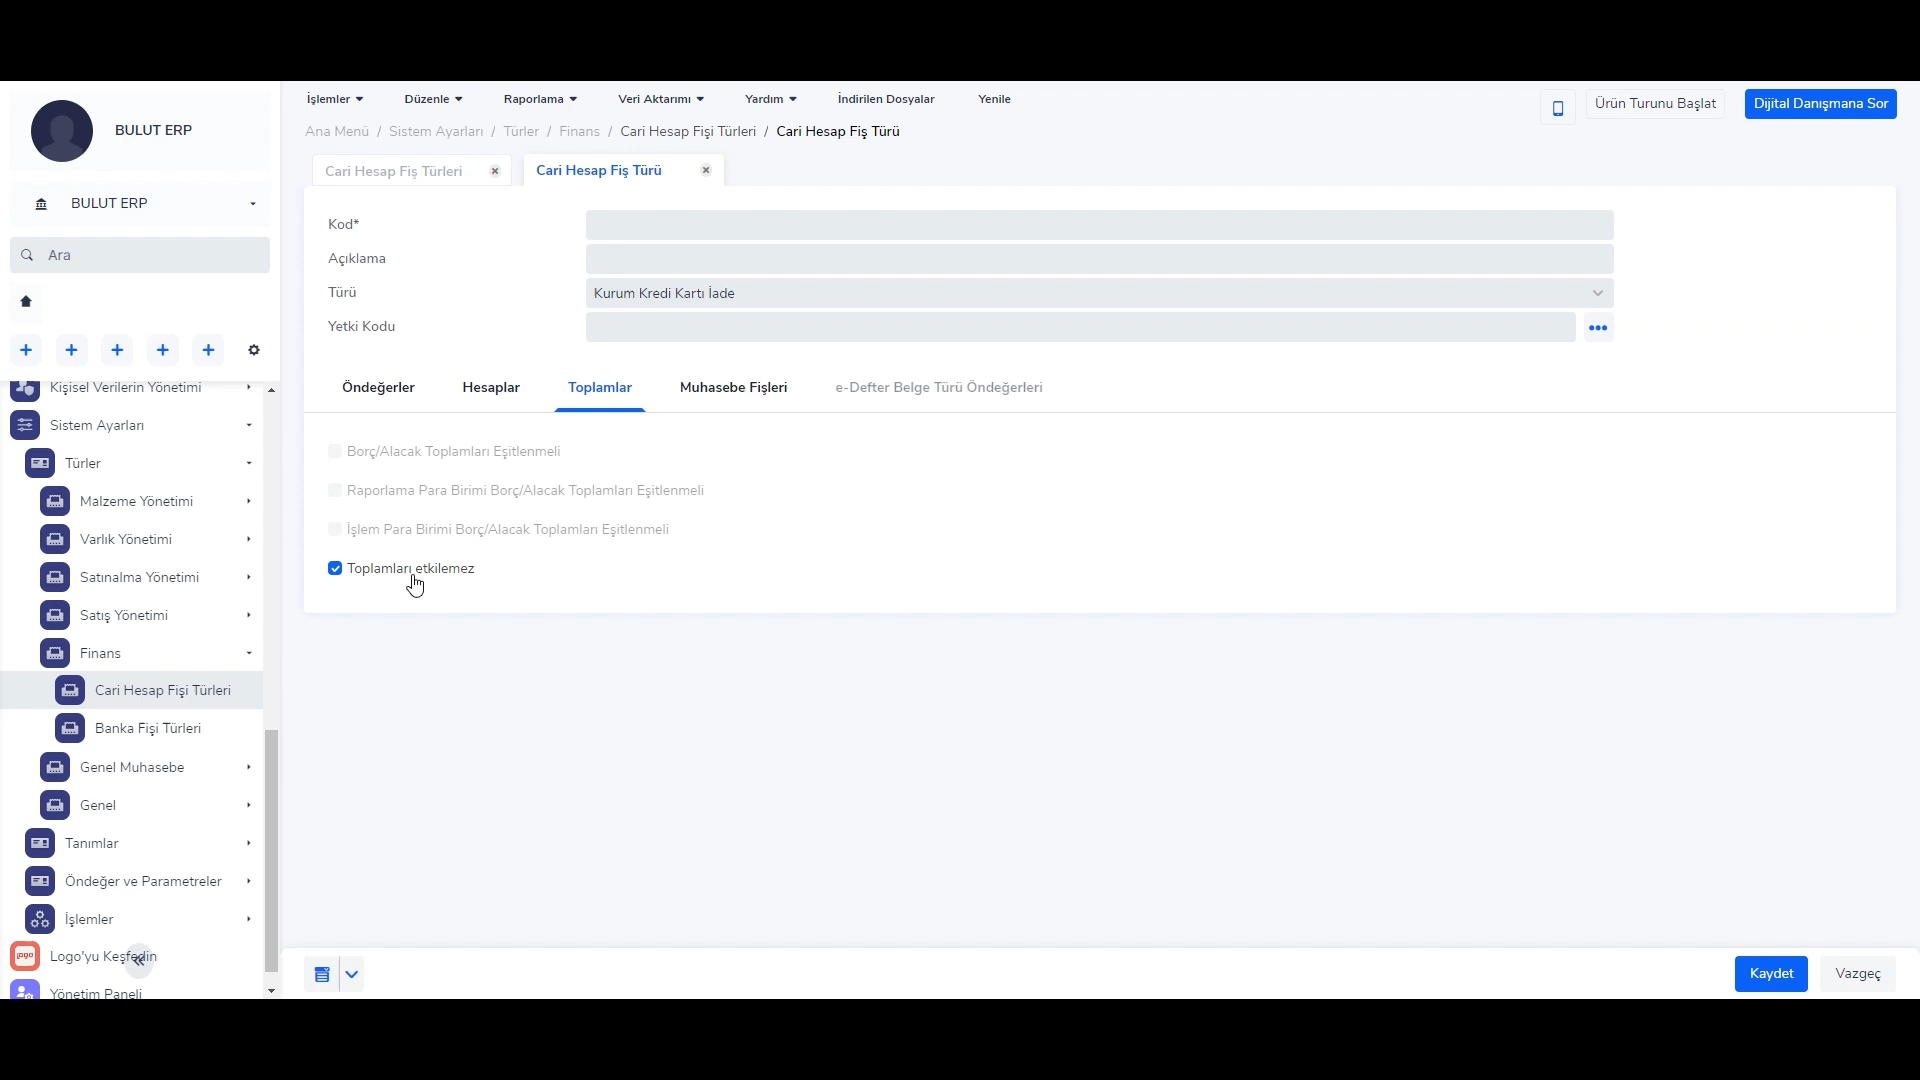 BULUT ERP
BULUT ERP
Ara
Kişisel Verilerin Yönetimi
Sistem Ayarları
Türler
Malzeme Yönetimi
Varlık Yönetimi
Satınalma Yönetimi
Satış Yönetimi
Finans
Cari Hesap Fişi Türleri
Banka Fişi Türleri
Genel Muhasebe
Genel
Tanımlar
Öndeğer ve Parametreler
İşlemler
Logo'yu Keşfedin
Yönetim Paneli
İşlemler Düzenle Raporlama Veri Aktarımı Yardım İndirilen Dosyalar Yenile
Ürün Turunu Başlat Dijital Danışmana Sor
Ana Menü / Sistem Ayarları / Türler / Finans / Cari Hesap Fişi Türleri / Cari Hesap Fiş Türü
Cari Hesap Fiş Türleri Cari Hesap Fiş Türü
Kod*
Açıklama
Türü Kurum Kredi Kartı İade
Yetki Kodu
Öndeğerler Hesaplar Toplamlar Muhasebe Fişleri e-Defter Belge Türü Öndeğerleri
Borç/Alacak Toplamları Eşitlenmeli
Raporlama Para Birimi Borç/Alacak Toplamları Eşitlenmeli
İşlem Para Birimi Borç/Alacak Toplamları Eşitlenmeli
Toplamları etkilemez
Kaydet Vazgeç